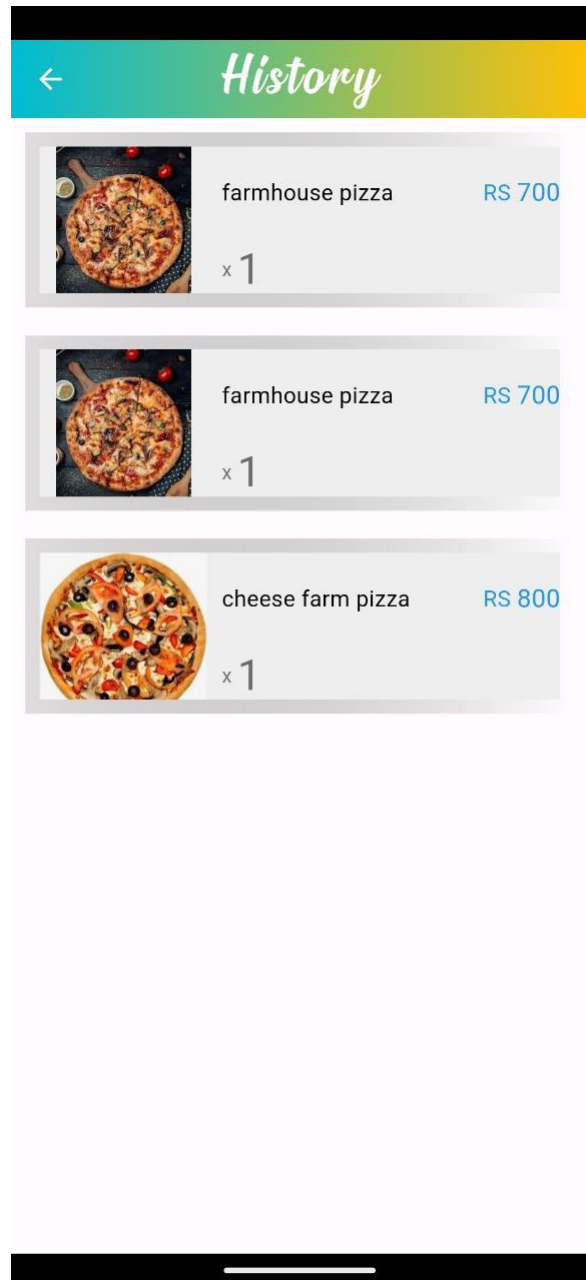 History
farmhouse pizza RS 700
x 1
farmhouse pizza RS 700
x 1
cheese farm pizza RS 800
x 1